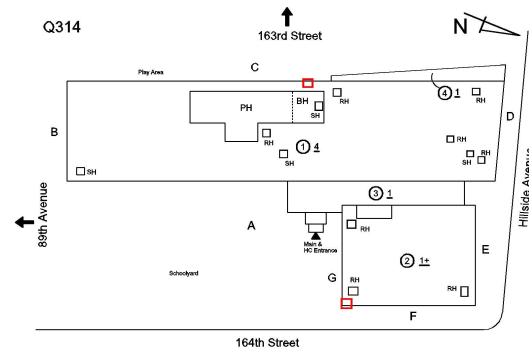 Q314
N
163rd Street
Play Area
C
④ 1
BH
RH
RH
PH
SH
B
D
RH
RH
① 4
RH
SH
SH
SH
③ 1
89th Avenue
A
Hillside Avenue
Main &
HC Entrance
RH
E
② 1+
Schoolyard
G
RH
RH
F
164th Street